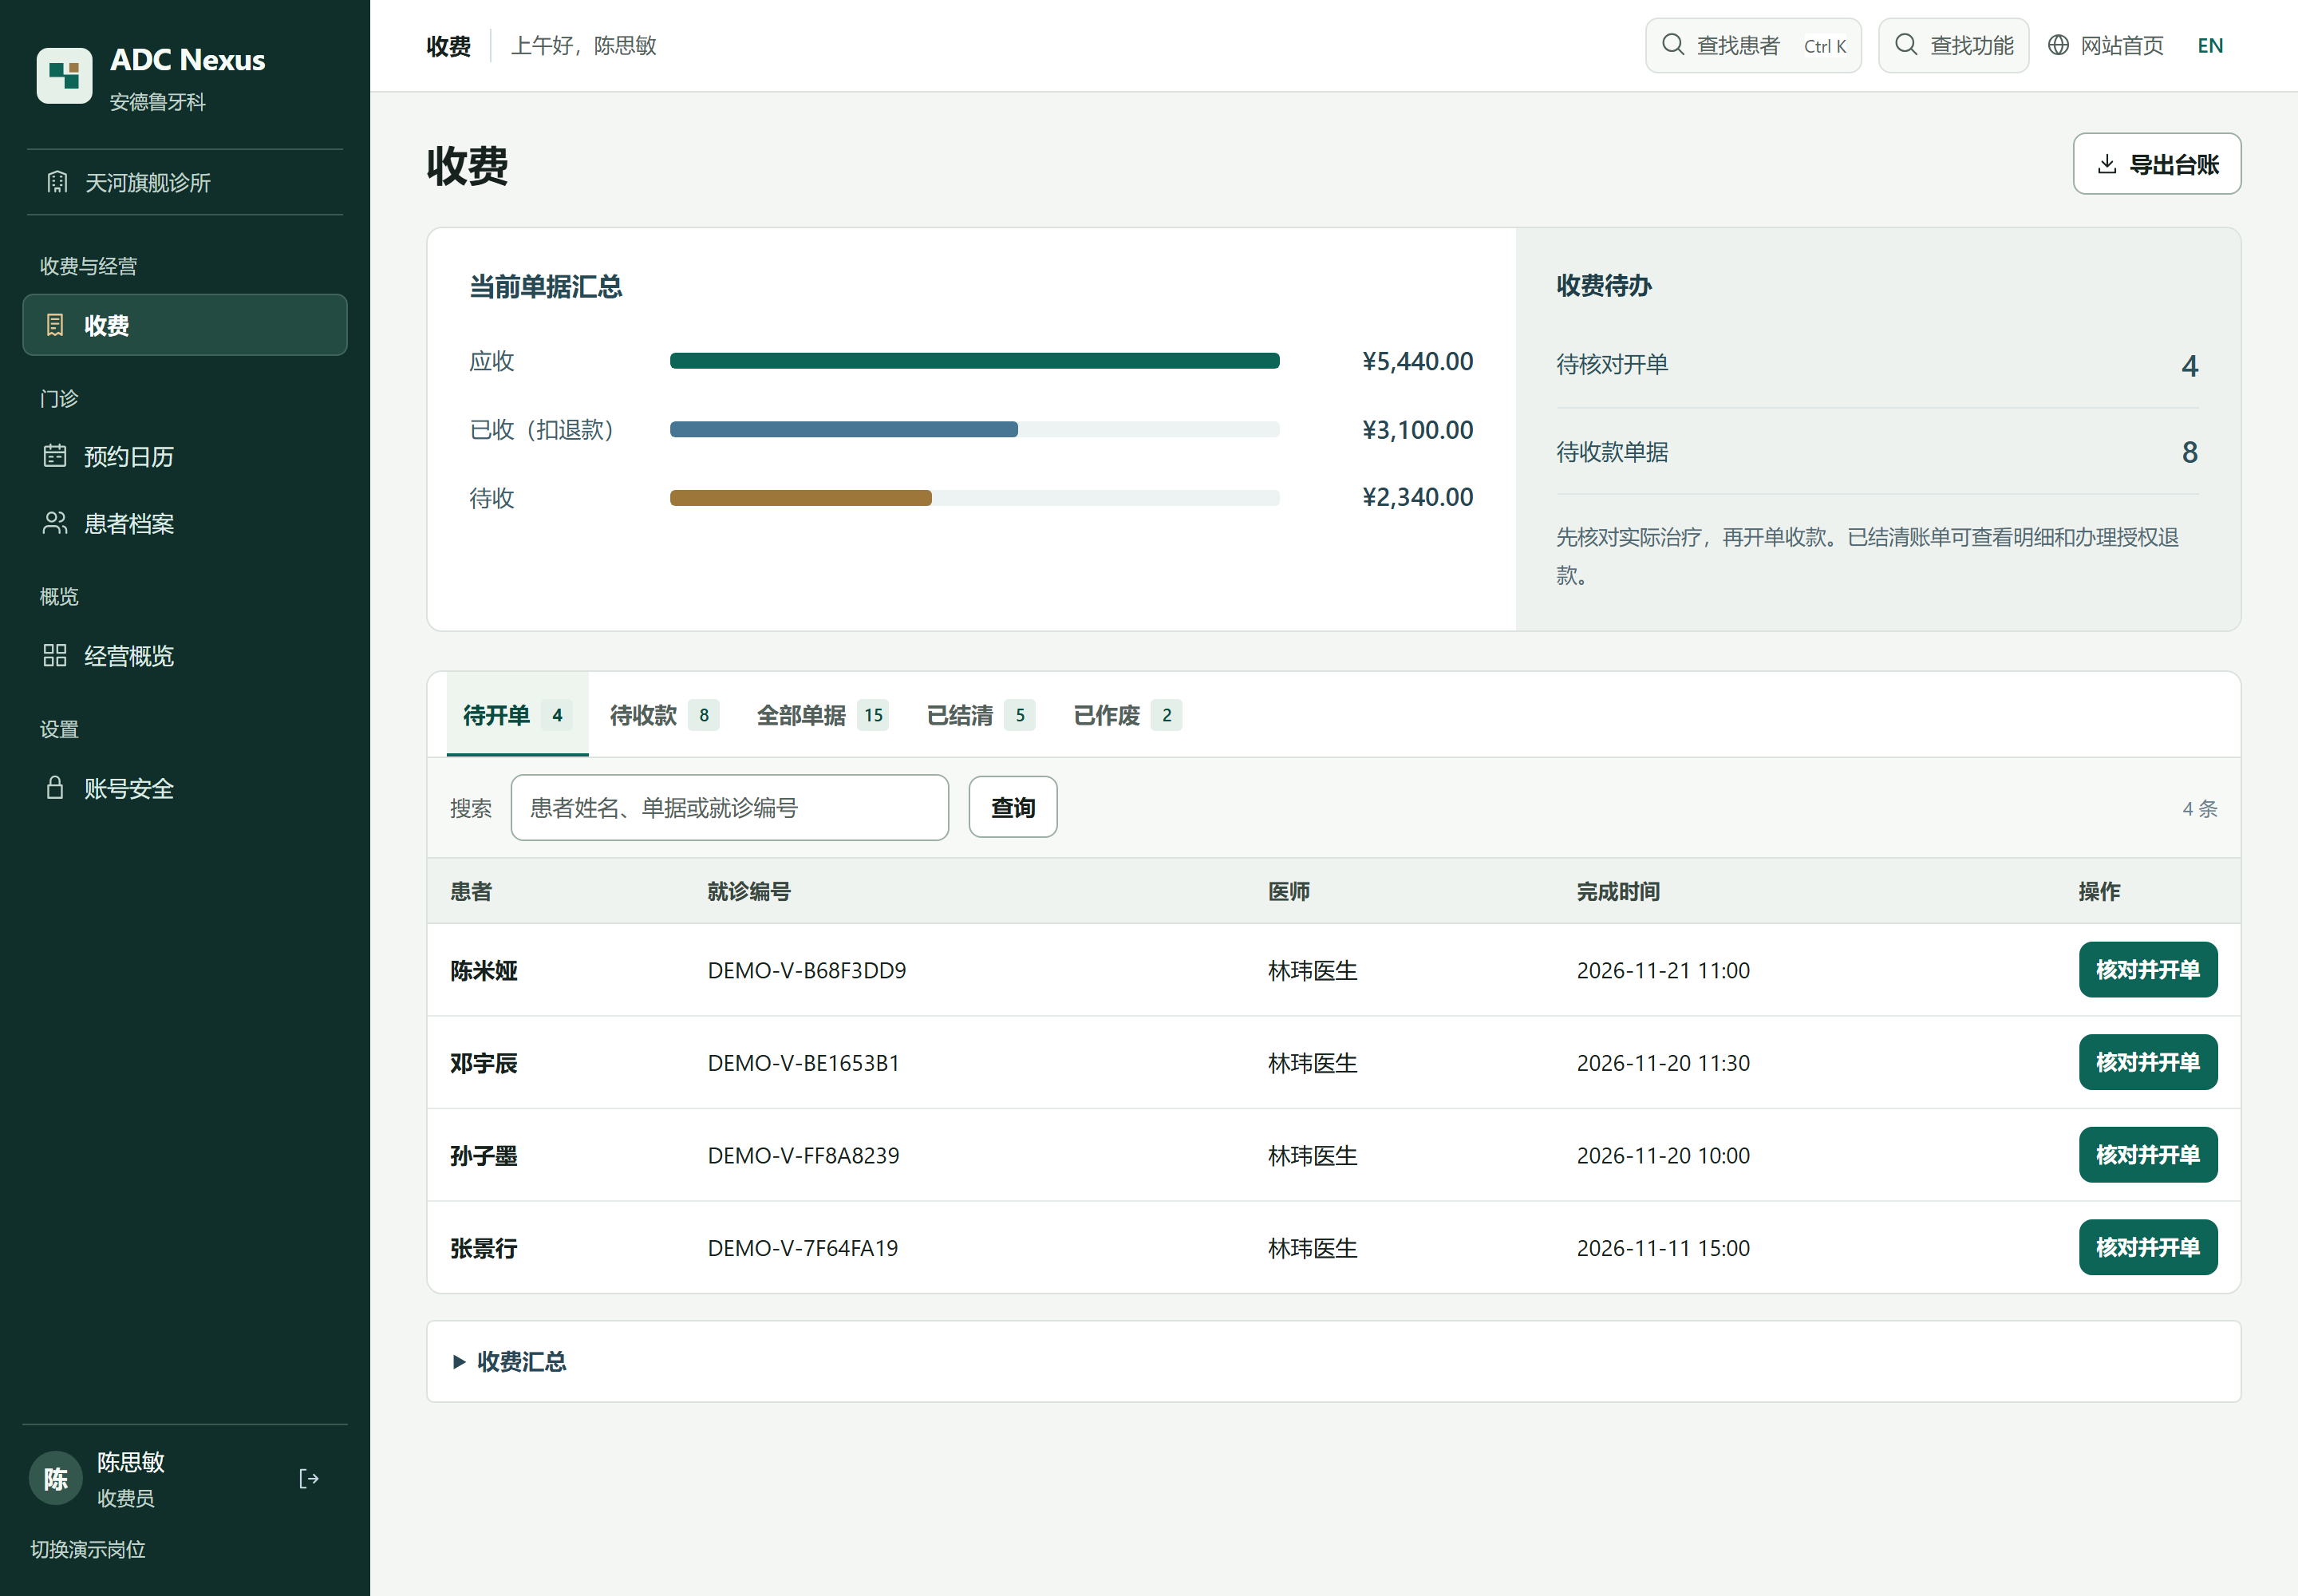 ADC Nexus
安德鲁牙科
天河旗舰诊所
收费与经营
收费
门诊
预约日历
患者档案
概览
经营概览
设置
账号安全
陈
陈思敏
收费员
切换演示岗位
收费
上午好，陈思敏
查找患者 Ctrl K
查找功能
网站首页
EN
收费
导出台账
当前单据汇总
应收 ¥5,440.00
已收（扣退款） ¥3,100.00
待收 ¥2,340.00
收费待办
待核对开单 4
待收款单据 8
先核对实际治疗，再开单收款。已结清账单可查看明细和办理授权退
款。
待开单 4 待收款 8 全部单据 15 已结清 5 已作废 2
搜索 患者姓名、单据或就诊编号 查询 4 条
患者 就诊编号 医师 完成时间 操作
陈米娅 DEMO-V-B68F3DD9 林玮医生 2026-11-21 11:00 核对并开单
邓宇辰 DEMO-V-BE1653B1 林玮医生 2026-11-20 11:30 核对并开单
孙子墨 DEMO-V-FF8A8239 林玮医生 2026-11-20 10:00 核对并开单
张景行 DEMO-V-7F64FA19 林玮医生 2026-11-11 15:00 核对并开单
收费汇总